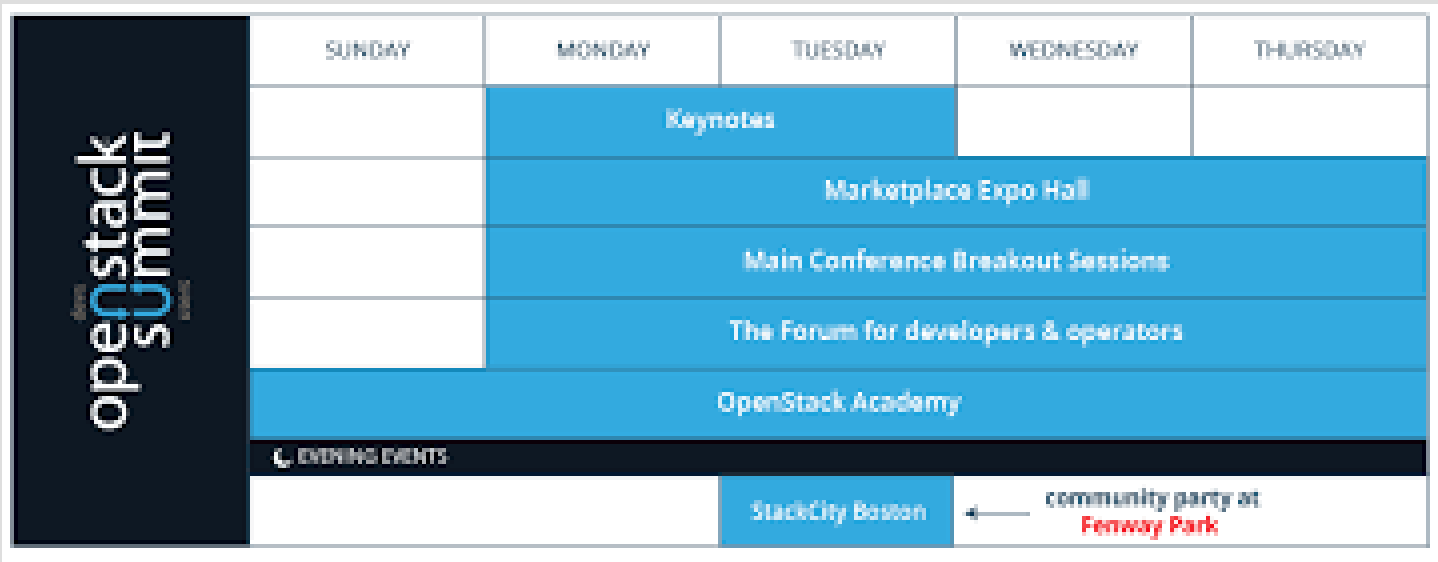 openstack
summit
SUNDAY MONDAY TUESDAY WEDNESDAY THURSDAY
Keynotes
Marketplace Expo Hall
Main Conference Breakout Sessions
The Forum for developers & operators
OpenStack Academy
EVENING EVENTS
StackCity Boston
community party at
Fenway Park